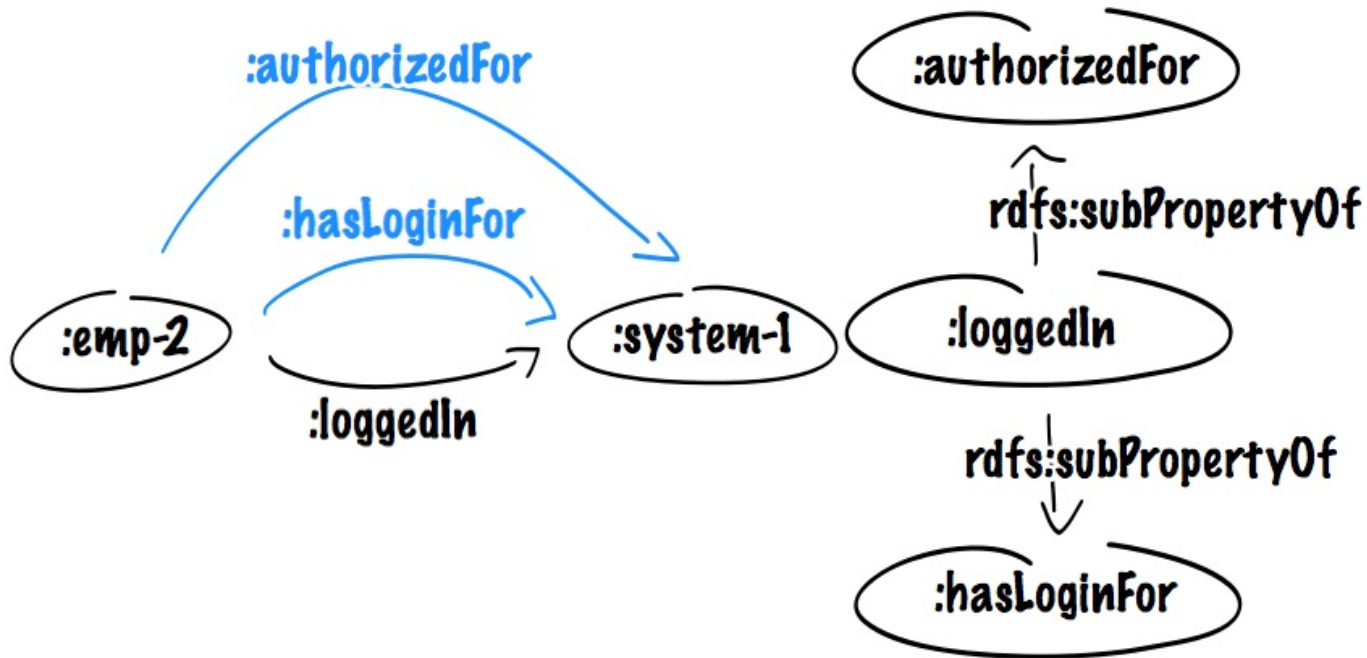 :authorizedFor
:hasLoginFor
:emp-2
:system-1
:loggedIn
:authorizedFor
rdfs:subPropertyOf
:loggedIn
rdfs:subPropertyOf
:hasLoginFor